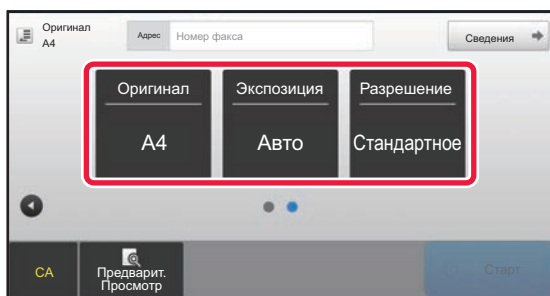 Оригинал
A4
Адрес
Номер факса
Сведения
Оригинал
Экспозиция
Разрешение
A4
Авто
Стандартное
CA
Предварит.
Просмотр
Старт